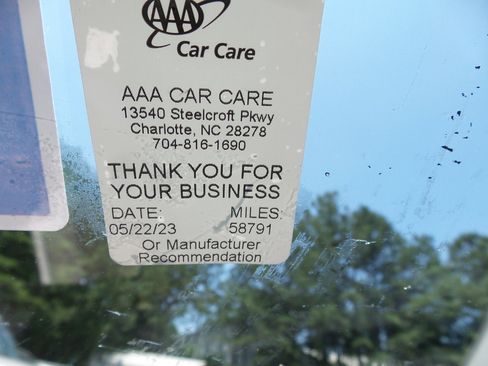 AAA
Car Care
AAA CAR CARE
13540 Steelcroft Pkwy
Charlotte, NC 28278
704-816-1690
THANK YOU FOR
YOUR BUSINESS
DATE: MILES:
05/22/23 58791
Or Manufacturer
Recommendation